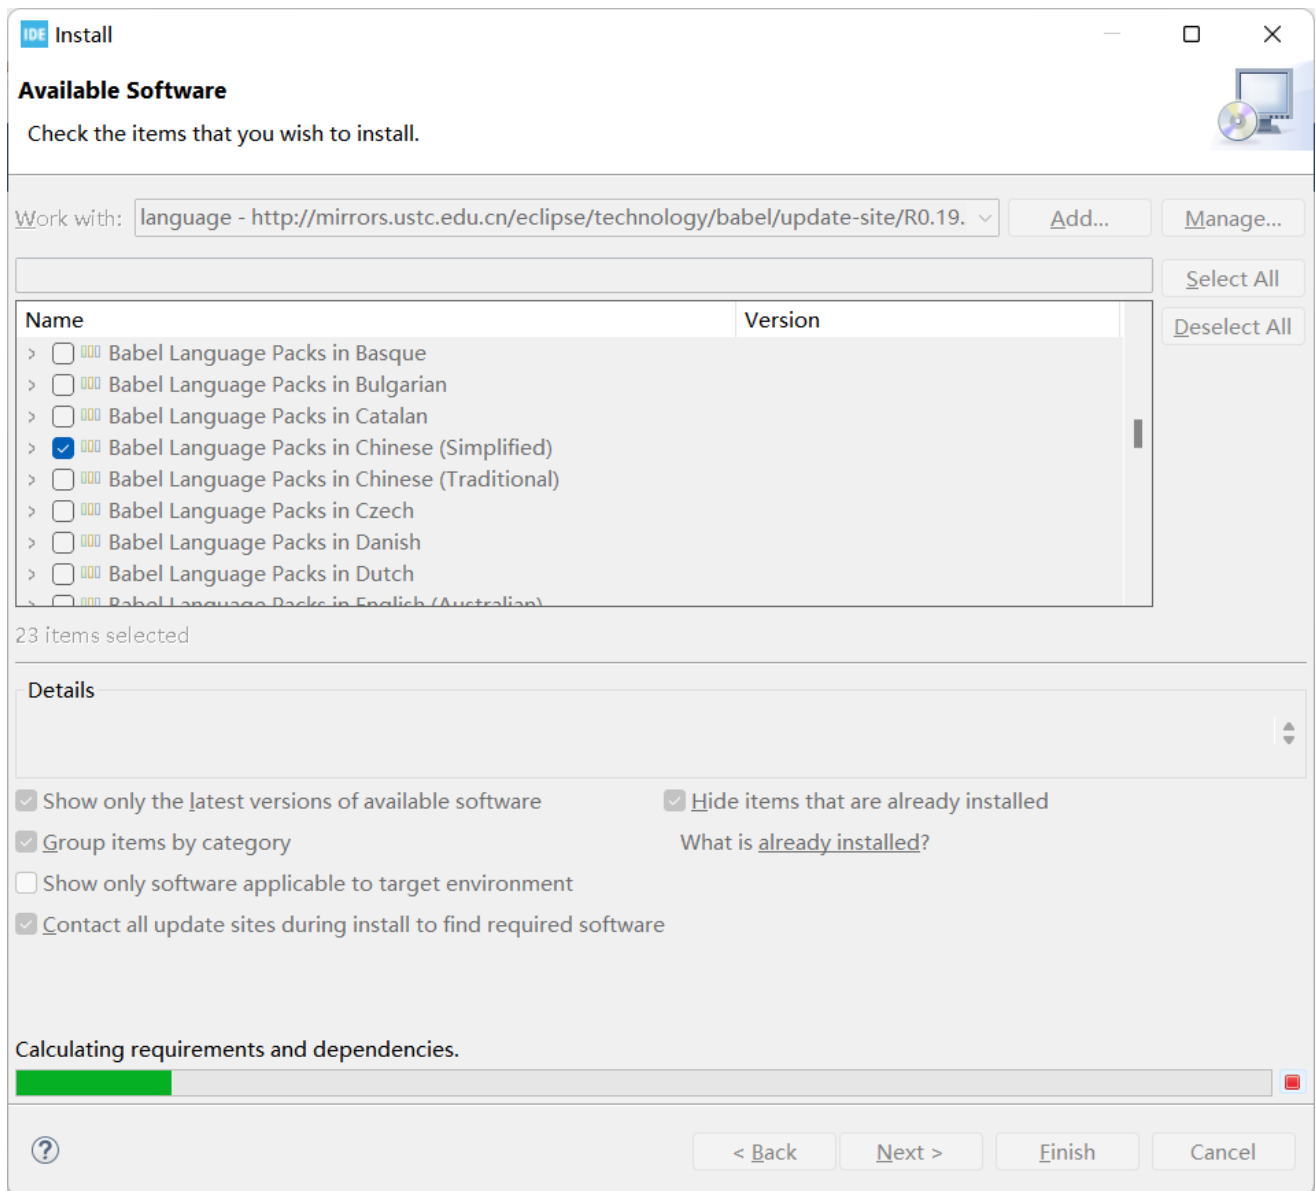 IDE Install
Available Software
Check the items that you wish to install.
Work with: language - http://mirrors.ustc.edu.cn/eclipse/technology/babel/update-site/R0.19. Add... Manage...
Select All
Name Version Deselect All
Babel Language Packs in Basque
Babel Language Packs in Bulgarian
Babel Language Packs in Catalan
Babel Language Packs in Chinese (Simplified)
Babel Language Packs in Chinese (Traditional)
Babel Language Packs in Czech
Babel Language Packs in Danish
Babel Language Packs in Dutch
Babel Language Packs in English (Australian)
23 items selected
Details
Show only the latest versions of available software Hide items that are already installed
Group items by category What is already installed?
Show only software applicable to target environment
Contact all update sites during install to find required software
Calculating requirements and dependencies.
? < Back Next > Finish Cancel